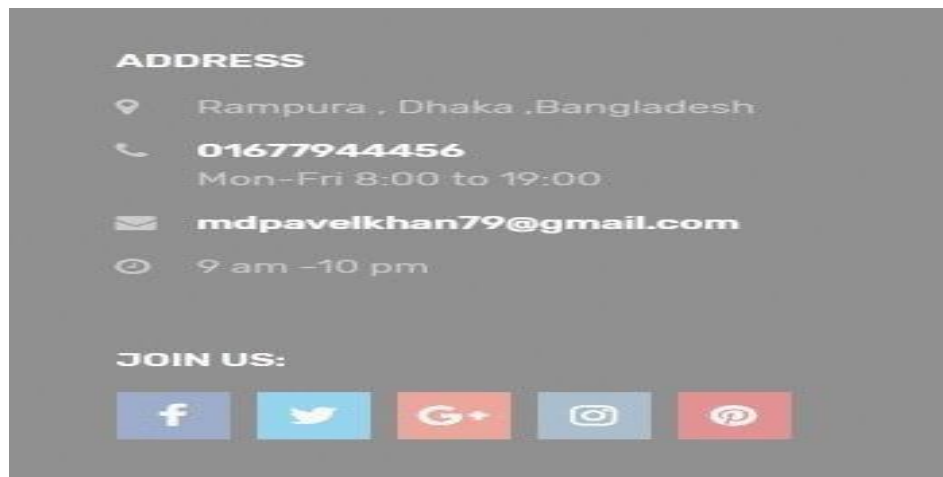 ADDRESS
Rampura , Dhaka ,Bangladesh
01677944456
Mon-Fri 8:00 to 19:00
mdpavelkhan79@gmail.com
9 am -10 pm
JOIN US:
f G+